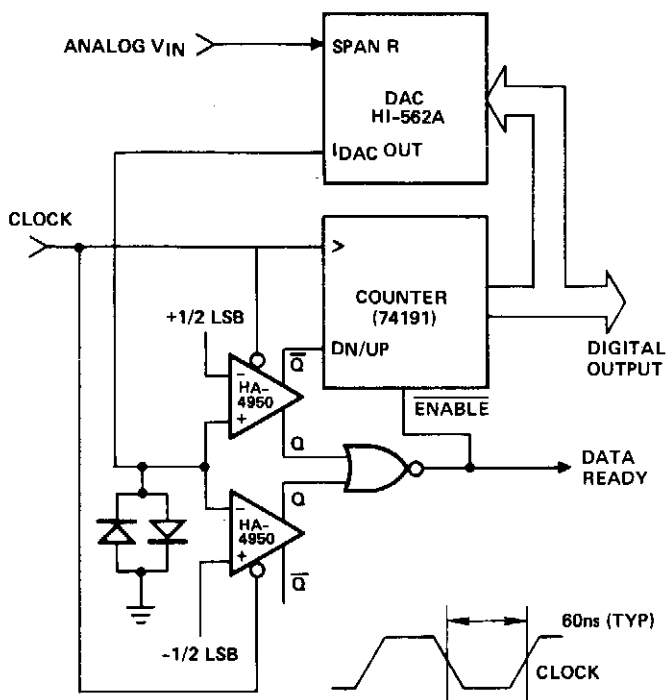 ANALOG VIN
SPAN R
DAC
HI-562A
IDAC OUT
CLOCK
>
COUNTER
(74191)
+1/2 LSB
Q̅
DN/UP
DIGITAL
OUTPUT
−
HA-
4950
+
E̅N̅A̅B̅L̅E̅
Q
DATA
READY
−
Q
HA-
4950
+
Q̅
-1/2 LSB
60ns (TYP)
CLOCK